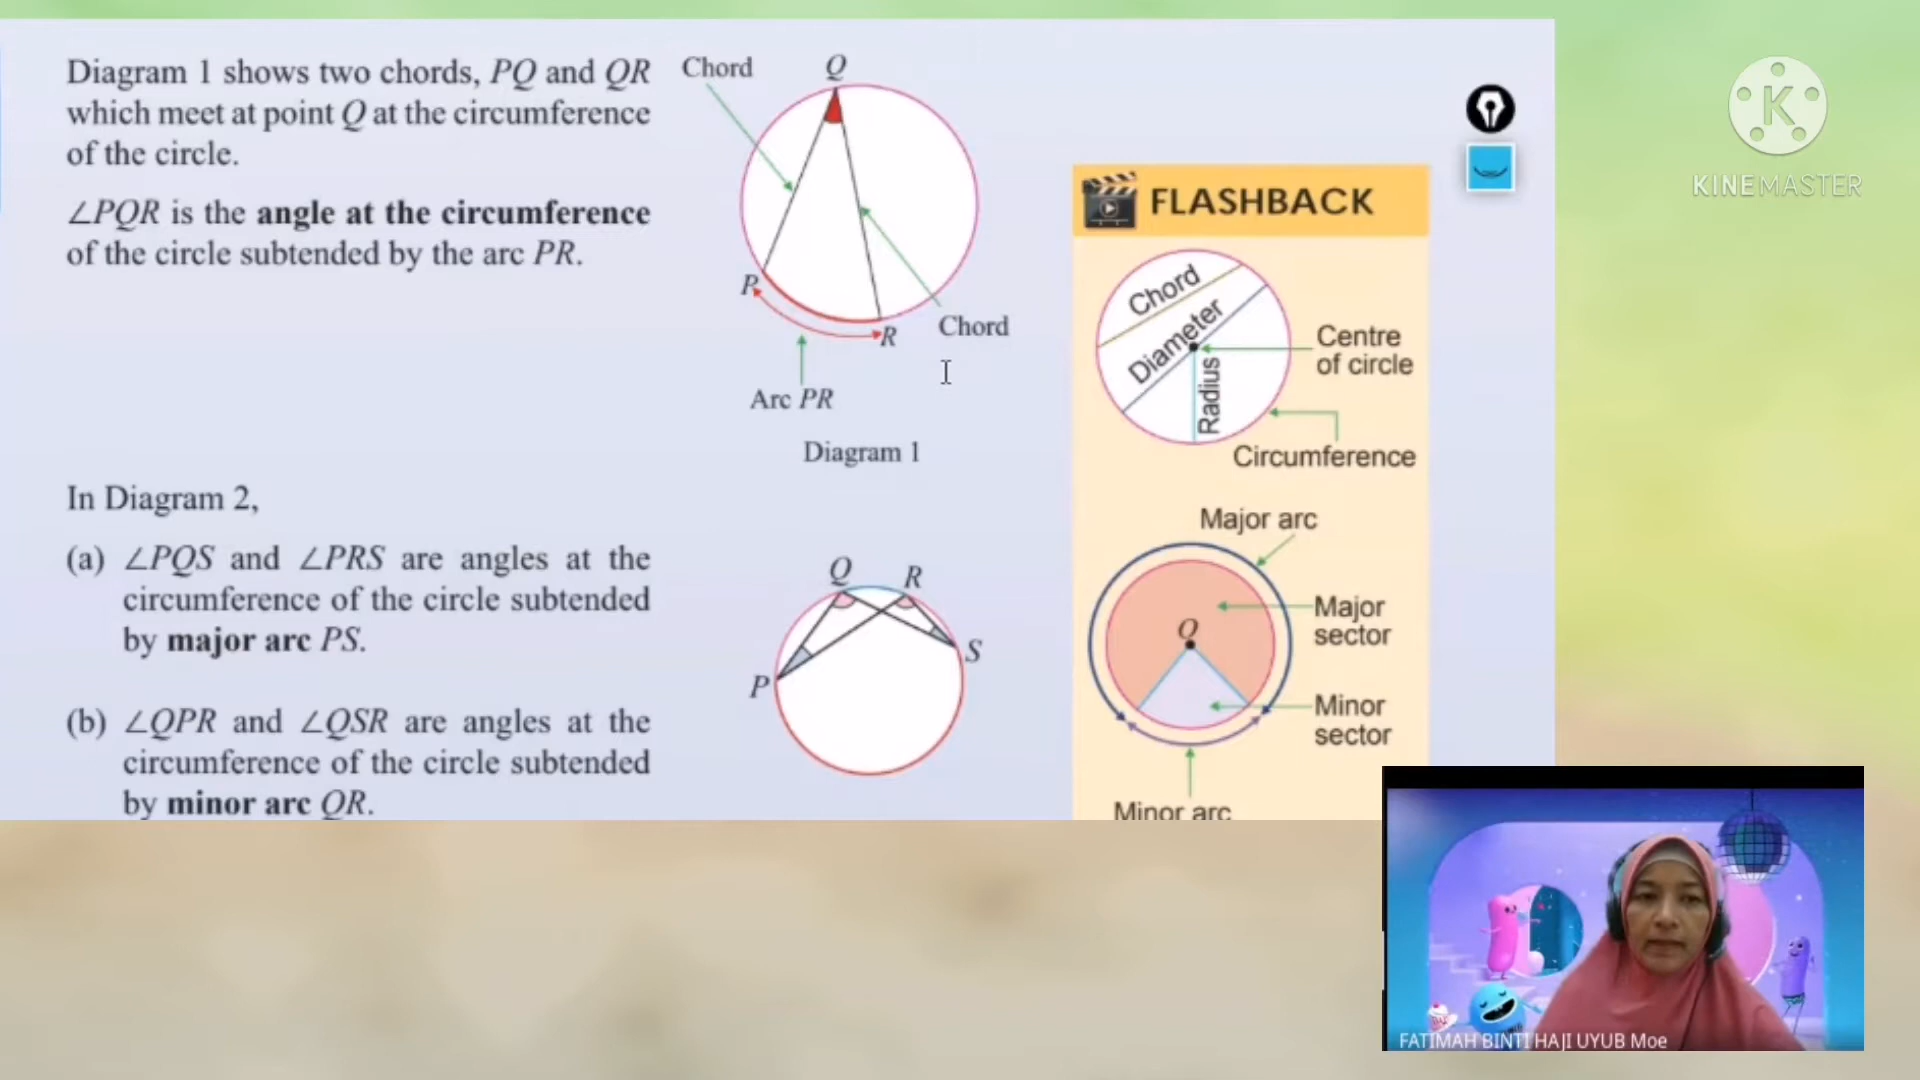 Diagram 1 shows two chords, PQ and QR
which meet at point Q at the circumference
of the circle.
∠PQR is the angle at the circumference
of the circle subtended by the arc PR.
Chord
Q
P
R
Chord
Arc PR
Diagram 1
In Diagram 2,
(a) ∠PQS and ∠PRS are angles at the
circumference of the circle subtended
by major arc PS.
(b) ∠QPR and ∠QSR are angles at the
circumference of the circle subtended
by minor arc QR.
Q
R
S
P
FLASHBACK
Chord
Diameter
Radius
Centre
of circle
Circumference
Major arc
Major
sector
O
Minor
sector
Minor arc
K
KINEMASTER
FATIMAH BINTI HAJI UYUB Moe